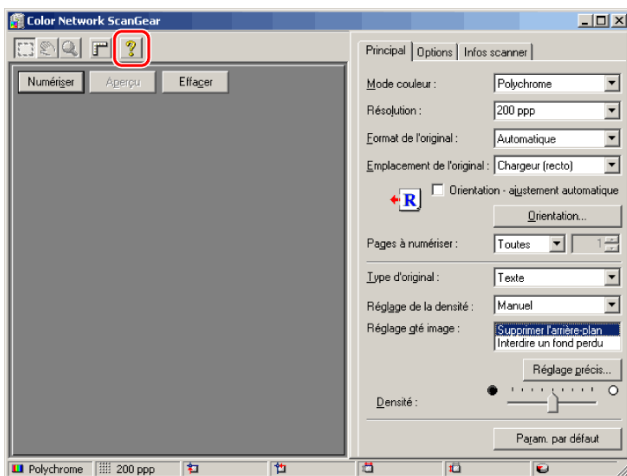 Color Network ScanGear
?
Principal Options Infos scanner
Numériser Aperçu Effacer
Mode couleur : Polychrome
Résolution : 200 ppp
Format de l'original : Automatique
Emplacement de l'original : Chargeur (recto)
R
Orientation - ajustement automatique
Orientation...
Pages à numériser : Toutes 1
Type d'original : Texte
Réglage de la densité : Manuel
Réglage qté image : Supprimer l'arrière-plan
Interdire un fond perdu
Réglage précis...
Densité :
Param. par défaut
Polychrome 200 ppp